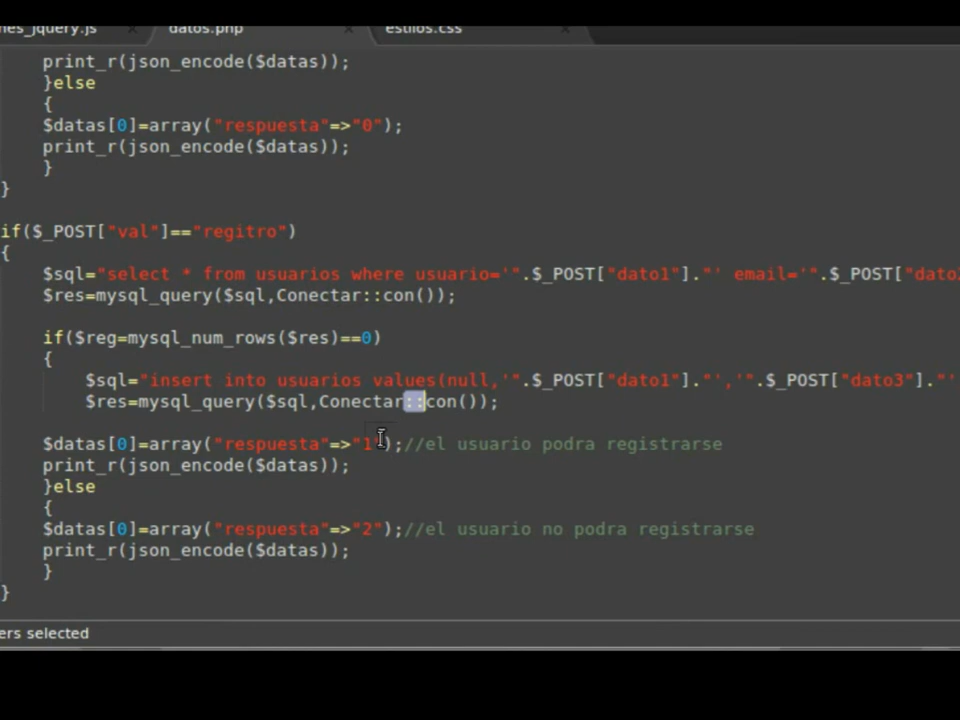 nes_jquery.js datos.php estilos.css
print_r(json_encode($datas));
}else
{
$datas[0]=array("respuesta"=>"0");
print_r(json_encode($datas));
}
}
if($_POST["val"]=="regitro")
{
$sql="select * from usuarios where usuario='".$_POST["dato1"]."' email='".$_POST["dato
$res=mysql_query($sql,Conectar::con());
if($reg=mysql_num_rows($res)==0)
{
$sql="insert into usuarios values(null,'".$_POST["dato1"]."','".$_POST["dato3"]."'
$res=mysql_query($sql,Conectar::con());
$datas[0]=array("respuesta"=>"1");//el usuario podra registrarse
print_r(json_encode($datas));
}else
{
$datas[0]=array("respuesta"=>"2");//el usuario no podra registrarse
print_r(json_encode($datas));
}
}
ers selected